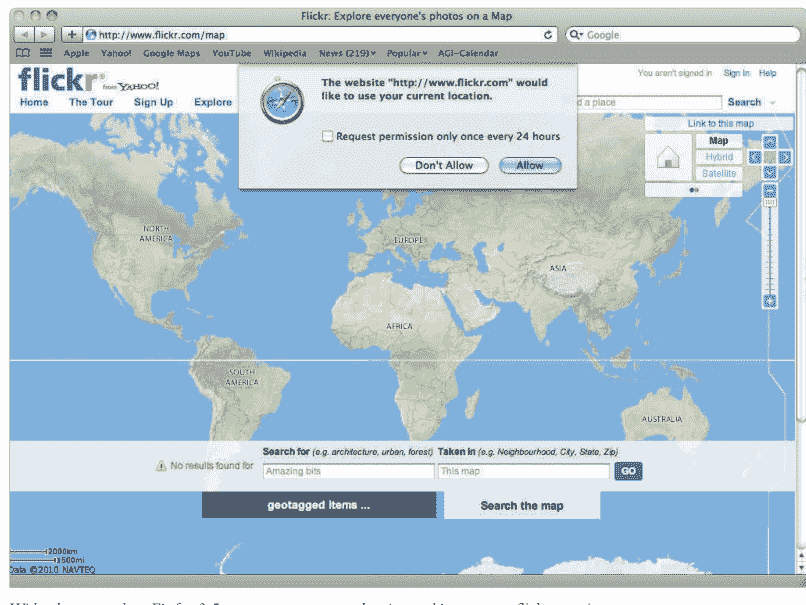 Flickr: Explore everyone's photos on a Map
http://www.flickr.com/map
Google
Apple Yahoo! Google Maps YouTube Wikipedia News (219) Popular AGI-Calendar
flickr from YAHOO!
You aren't signed in Sign In Help
Home The Tour Sign Up Explore
d a place Search
The website "http://www.flickr.com" would
like to use your current location.
Request permission only once every 24 hours
Don't Allow Allow
Link to this map
Map
Hybrid
Satellite
NORTH
AMERICA
EUROPE
ASIA
AFRICA
SOUTH
AMERICA
AUSTRALIA
Search for (e.g. architecture, urban, forest) Taken in (e.g. Neighbourhood, City, State, Zip)
No results found for Amazing bits This map GO
geotagged items ... Search the map
2000km
1500mi
Data ©2010 NAVTEQ